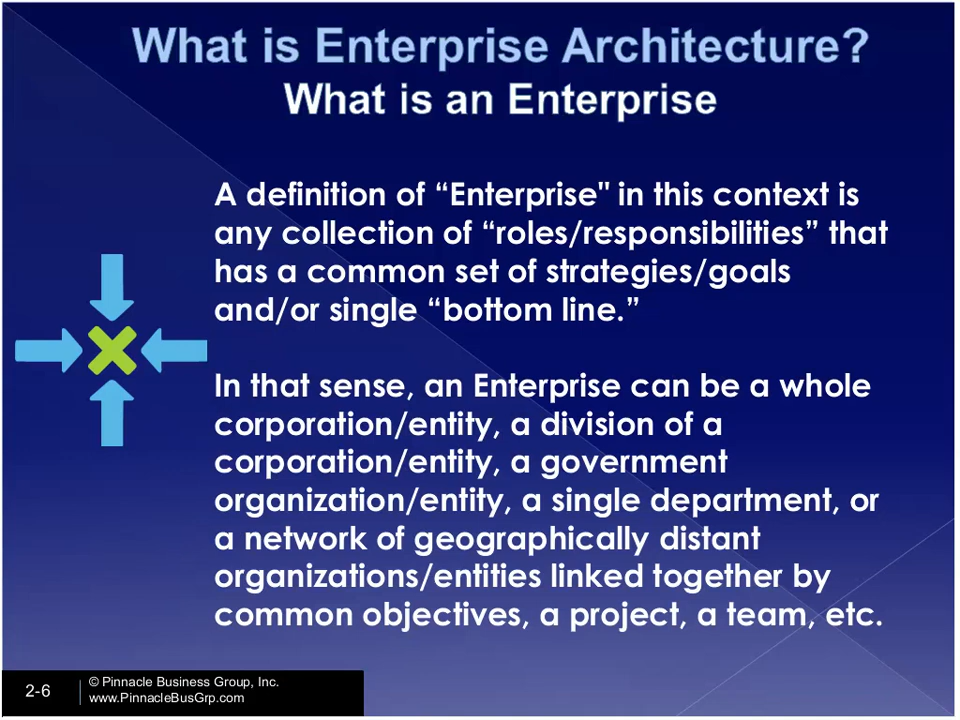 What is Enterprise Architecture?
What is an Enterprise
A definition of “Enterprise" in this context is
any collection of “roles/responsibilities” that
has a common set of strategies/goals
and/or single “bottom line.”
In that sense, an Enterprise can be a whole
corporation/entity, a division of a
corporation/entity, a government
organization/entity, a single department, or
a network of geographically distant
organizations/entities linked together by
common objectives, a project, a team, etc.
2-6
© Pinnacle Business Group, Inc.
www.PinnacleBusGrp.com